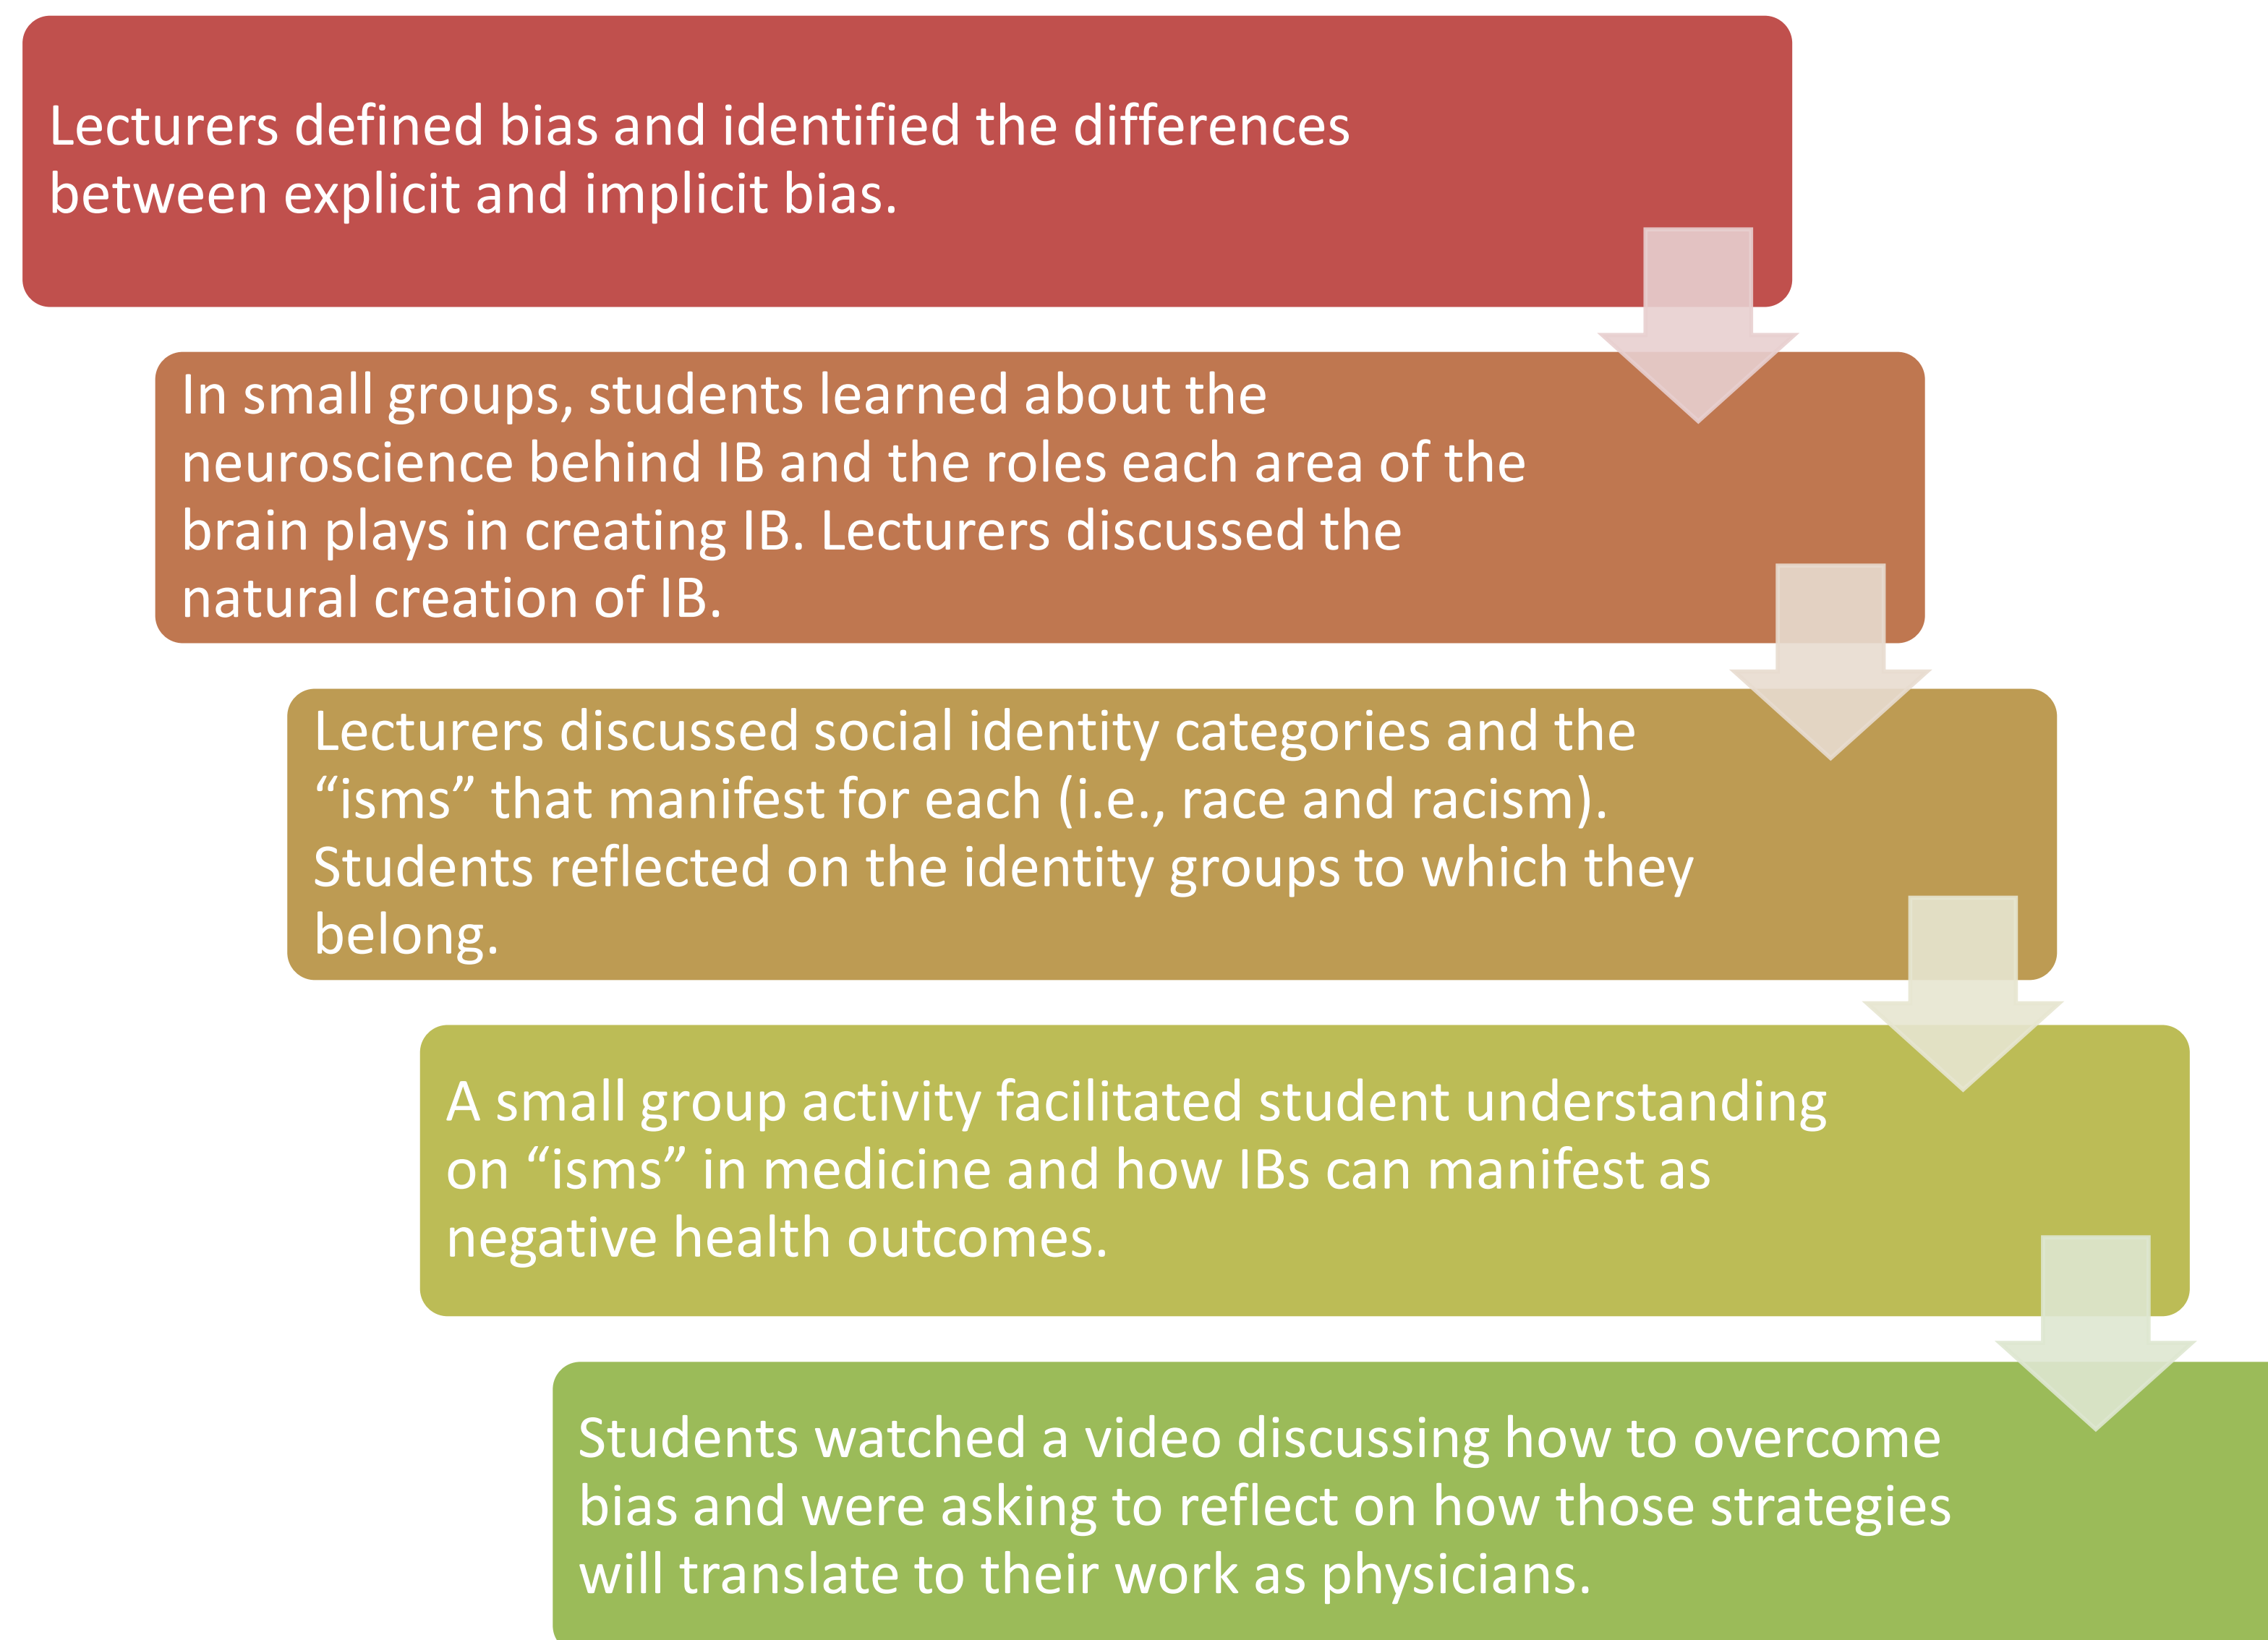 Lecturers defined bias and identified the differences
between explicit and implicit bias.
In small groups, students learned about the
neuroscience behind IB and the roles each area of the
brain plays in creating IB. Lecturers discussed the
natural creation of IB.
Lecturers discussed social identity categories and the
“isms” that manifest for each (i.e., race and racism).
Students reflected on the identity groups to which they
belong.
A small group activity facilitated student understanding
on “isms” in medicine and how IBs can manifest as
negative health outcomes.
Students watched a video discussing how to overcome
bias and were asking to reflect on how those strategies
will translate to their work as physicians.